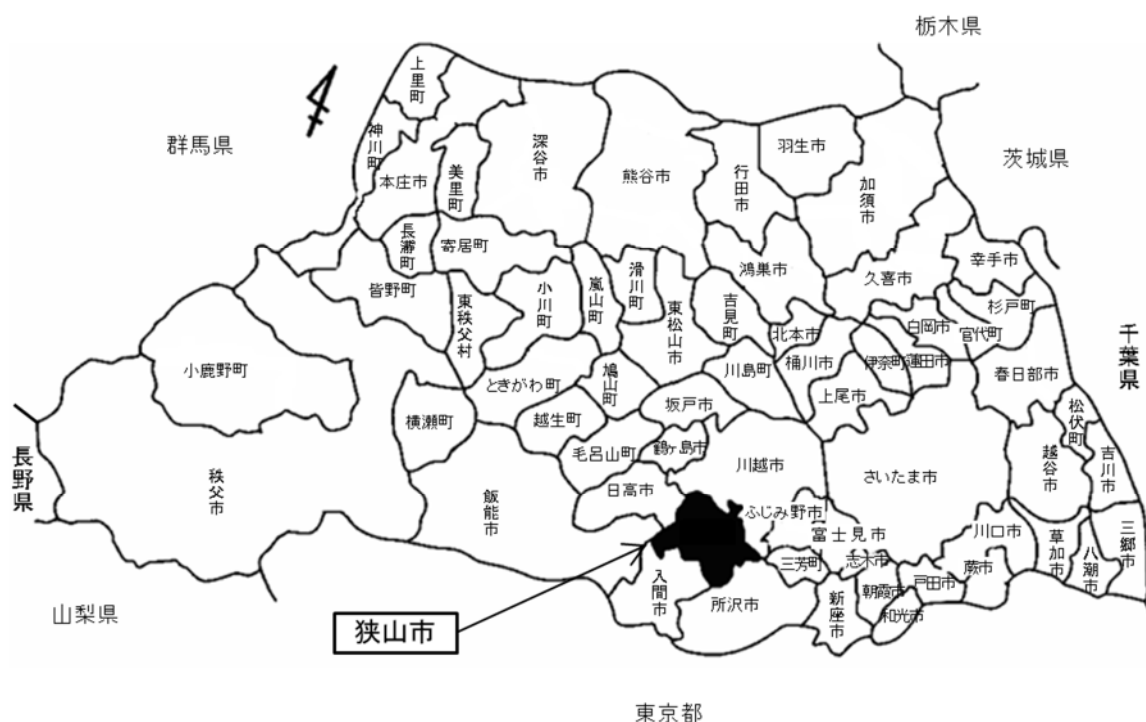 栃木県
群馬県
茨城県
上里町
神川町
本庄市
美里町
深谷市
熊谷市
行田市
羽生市
加須市
長瀞町
寄居町
皆野町
東秩父村
小川町
嵐山町
滑川町
東松山市
吉見町
鴻巣市
久喜市
幸手市
杉戸町
白岡市
官代町
北本市
桶川市
伊奈町
蓮田市
春日部市
千葉県
小鹿野町
ときがわ町
鳩山町
川島町
上尾市
松伏町
横瀬町
越生町
坂戸市
毛呂山町
鶴ヶ島市
川越市
さいたま市
越谷市
吉川市
長野県
秩父市
飯能市
日高市
ふじみ野市
富士見市
川口市
草加市
八潮市
三郷市
三芳町
志木市
蕨市
戸田市
朝霞市
和光市
新座市
入間市
所沢市
狭山市
山梨県
東京都